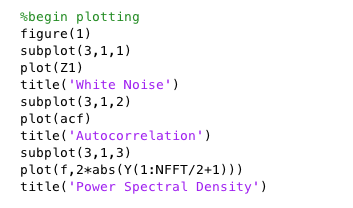 %begin plotting
figure(1)
subplot(3,1,1)
plot(Z1)
title('White Noise')
subplot(3,1,2)
plot(acf)
title('Autocorrelation')
subplot(3,1,3)
plot(f,2*abs(Y(1:NFFT/2+1)))
title('Power Spectral Density')